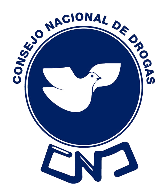 CONSEJO NACIONAL DE DROGAS
CND